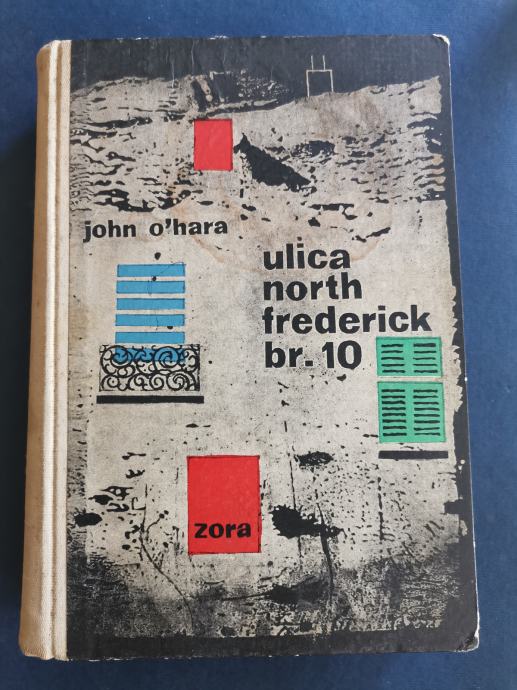 john o'hara
ulica
north
frederick
br. 10
zora